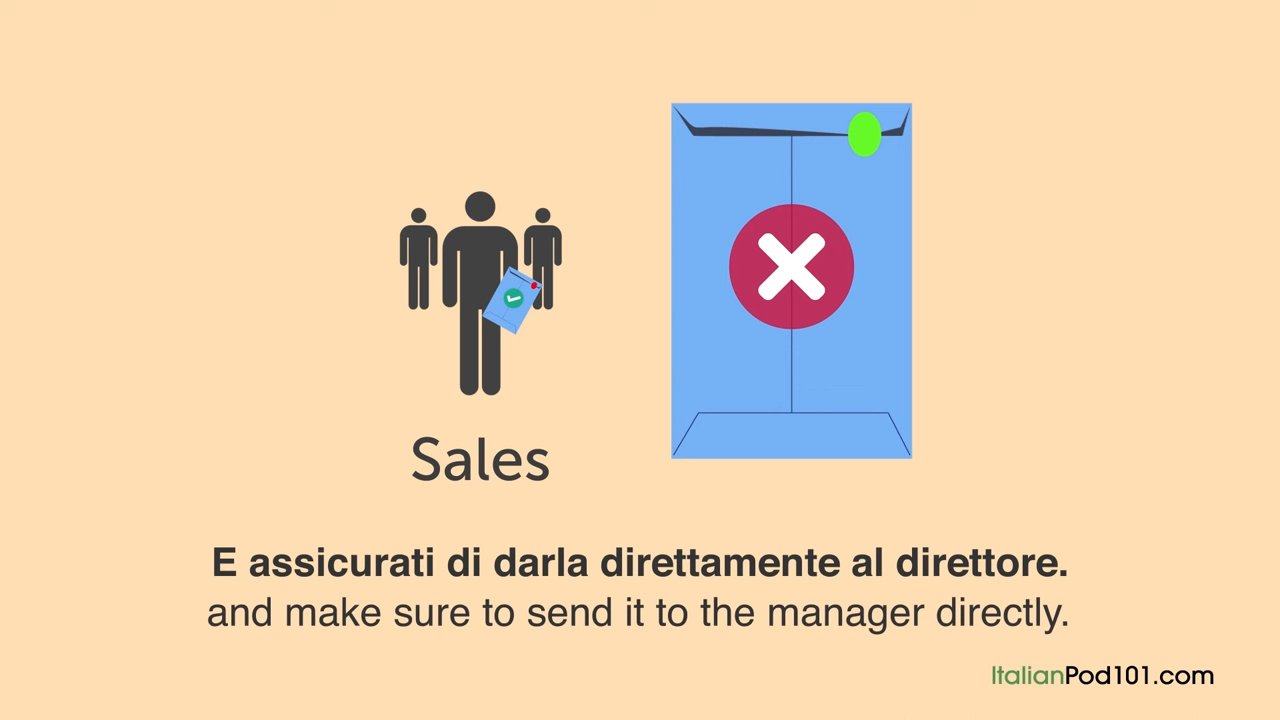 Sales
E assicurati di darla direttamente al direttore.
and make sure to send it to the manager directly.
ItalianPod101.com